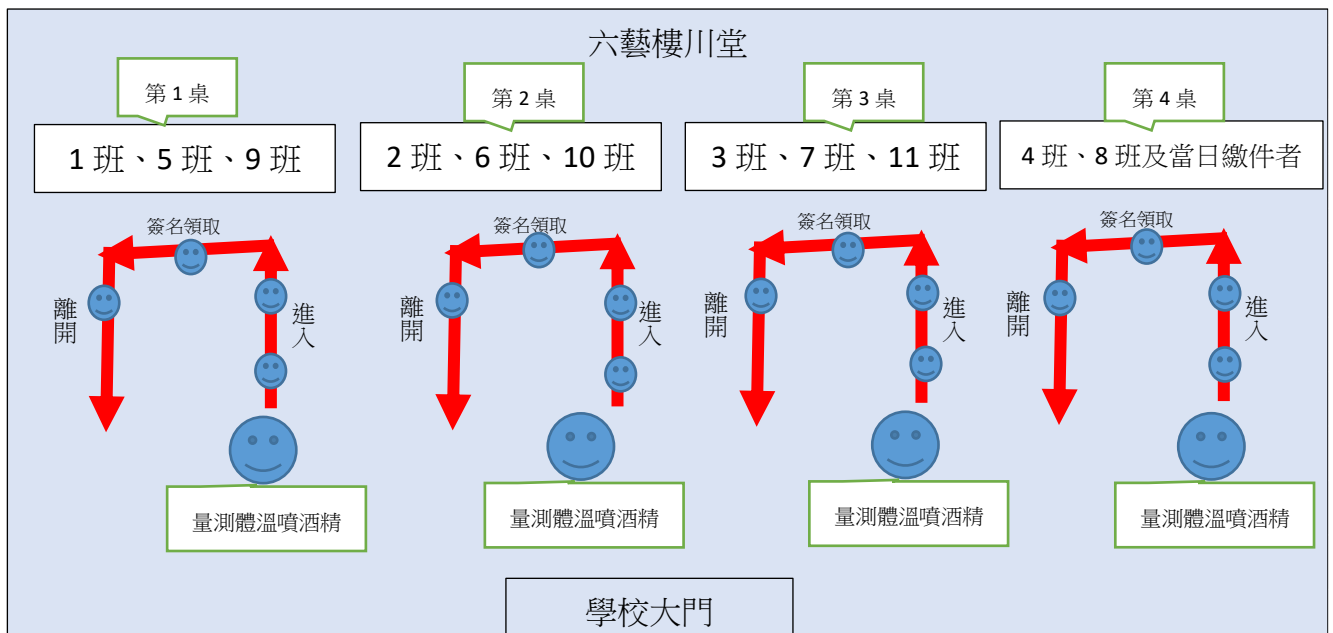 六藝樓川堂
第 1 桌
第 2 桌
第 3 桌
第 4 桌
1 班、5 班、9 班
2 班、6 班、10 班
3 班、7 班、11 班
4 班、8 班及當日繳件者
簽名領取
簽名領取
簽名領取
簽名領取
離開
進入
離開
進入
離開
進入
離開
進入
量測體溫噴酒精
量測體溫噴酒精
量測體溫噴酒精
量測體溫噴酒精
學校大門